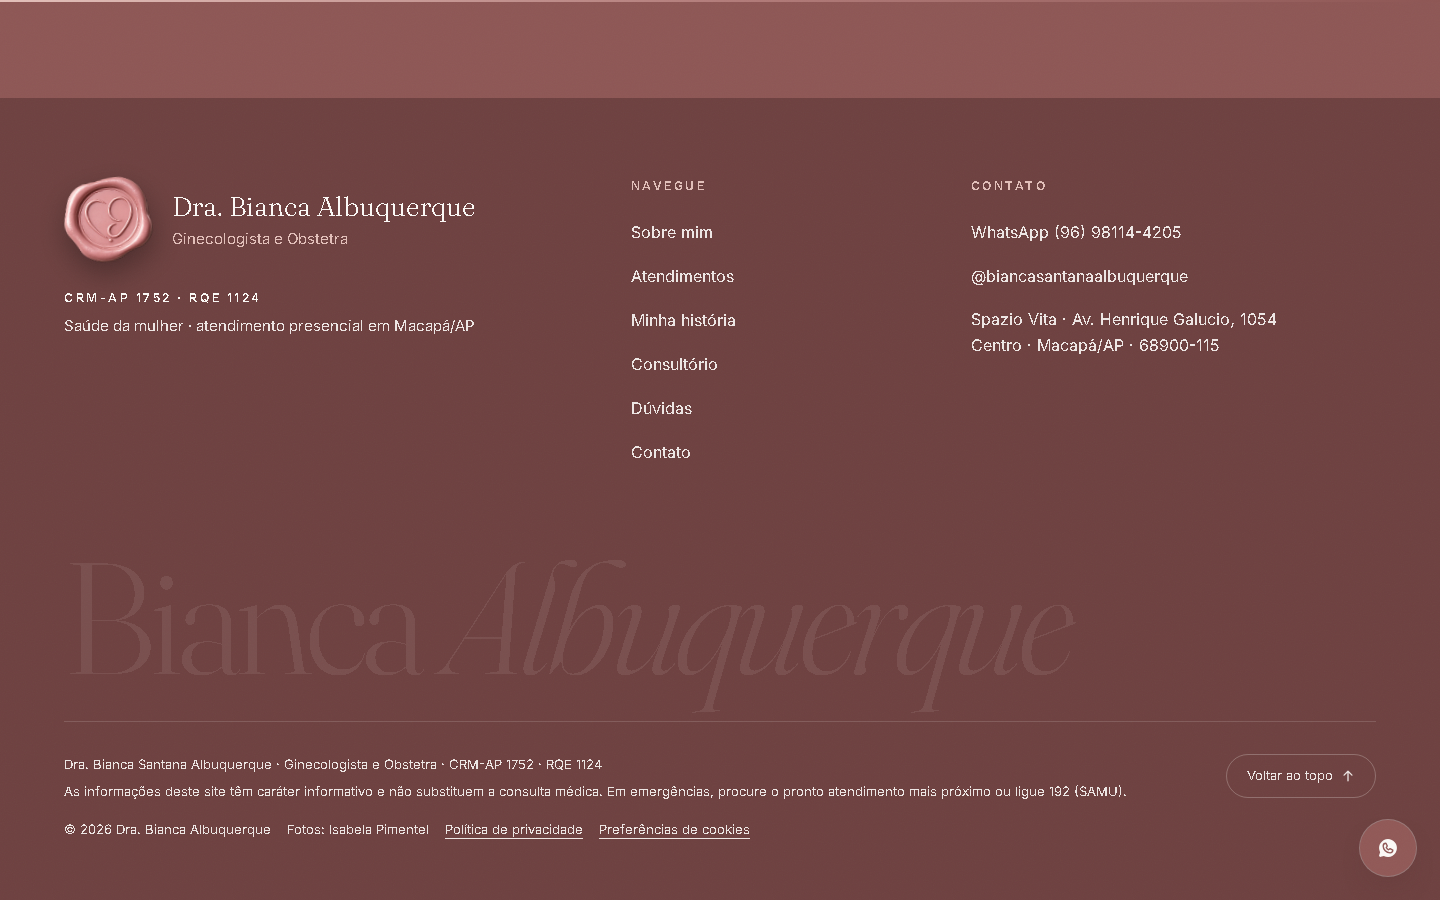 Dra. Bianca Albuquerque
Ginecologista e Obstetra
CRM-AP 1752 · RQE 1124
Saúde da mulher · atendimento presencial em Macapá/AP
NAVEGUE
Sobre mim
Atendimentos
Minha história
Consultório
Dúvidas
Contato
CONTATO
WhatsApp (96) 98114-4205
@biancasantanaalbuquerque
Spazio Vita · Av. Henrique Galucio, 1054
Centro · Macapá/AP · 68900-115
Bianca Albuquerque
Dra. Bianca Santana Albuquerque · Ginecologista e Obstetra · CRM-AP 1752 · RQE 1124
As informações deste site têm caráter informativo e não substituem a consulta médica. Em emergências, procure o pronto atendimento mais próximo ou ligue 192 (SAMU).
Voltar ao topo ↑
© 2026 Dra. Bianca Albuquerque Fotos: Isabela Pimentel Política de privacidade Preferências de cookies